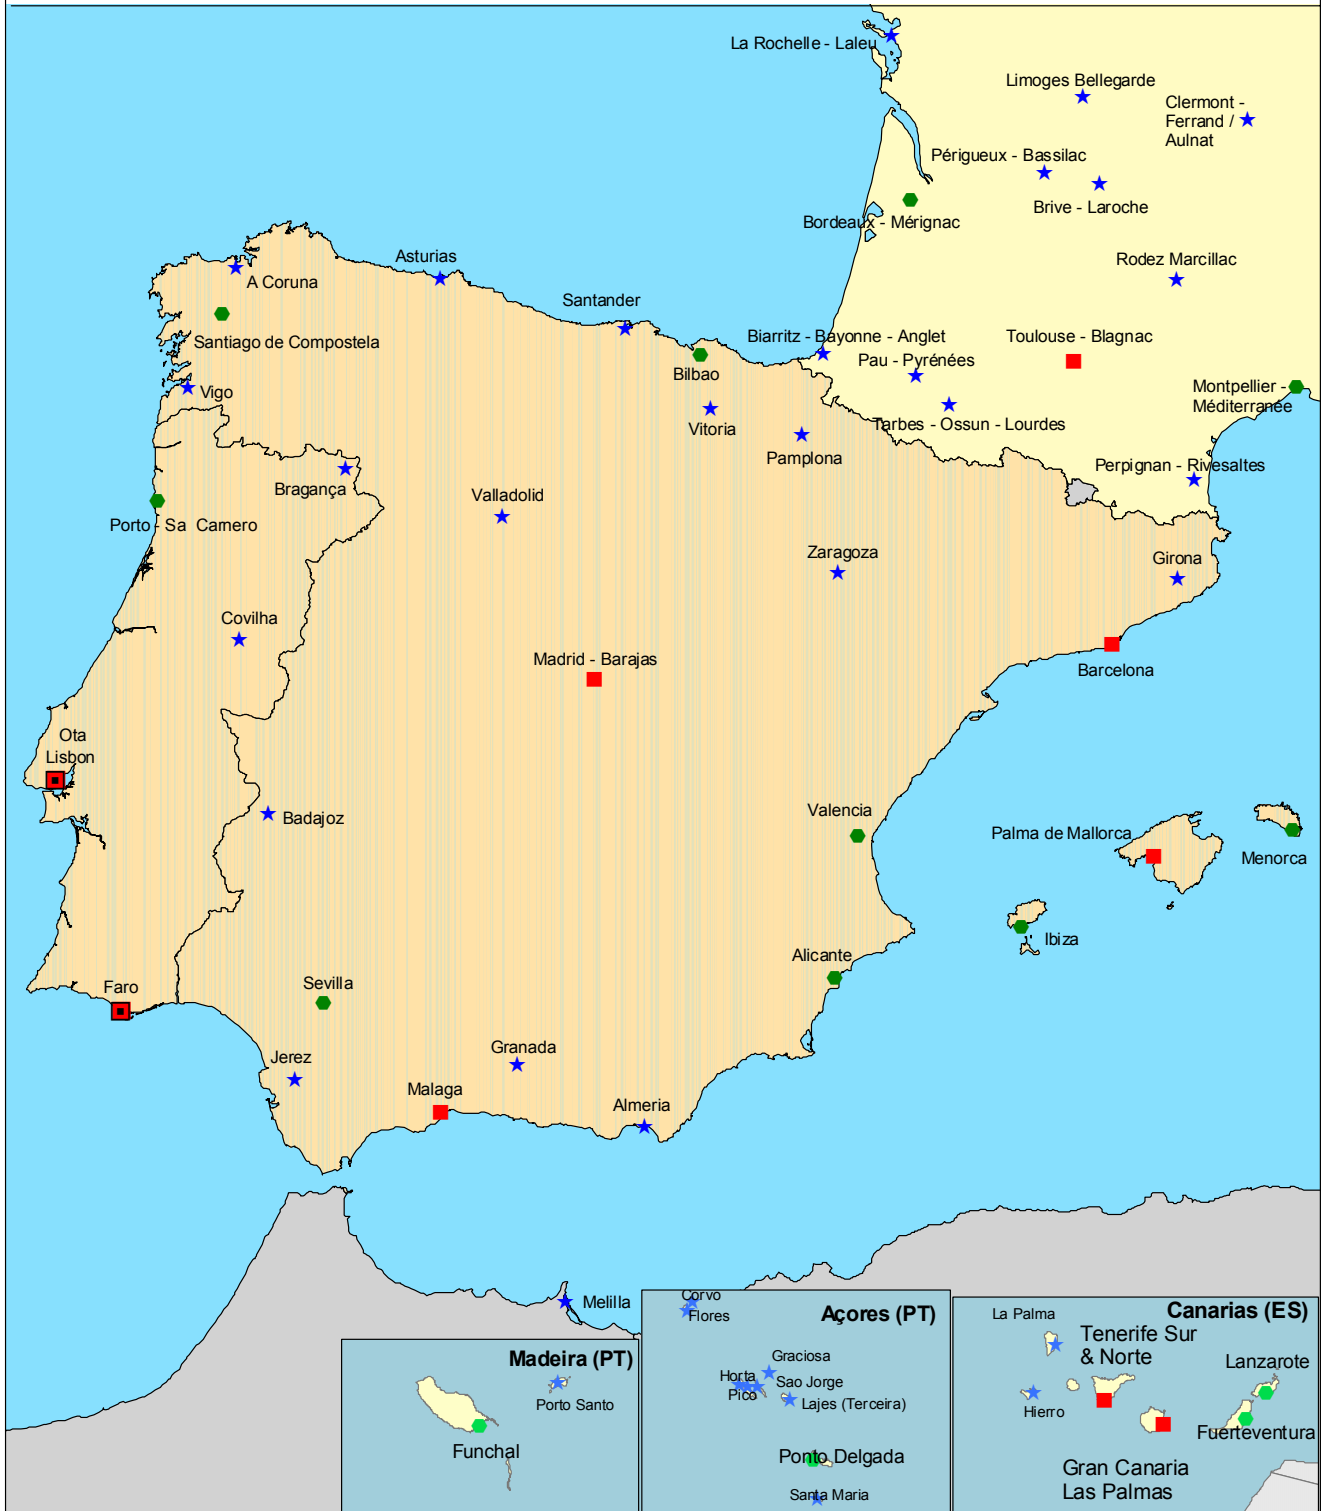 La Rochelle - Laleu
Limoges Bellegarde
Clermont -
Ferrand /
Aulnat
Périgueux - Bassilac
Brive - Laroche
Bordeaux - Mérignac
Rodez Marcillac
Asturias
A Coruna
Santander
Santiago de Compostela
Biarritz - Bayonne - Anglet
Toulouse - Blagnac
Pau - Pyrénées
Bilbao
Montpellier -
Méditerranée
Vigo
Vitoria
Tarbes - Ossun - Lourdes
Pamplona
Perpignan - Rivesaltes
Bragança
Valladolid
Porto - Sa Carnero
Zaragoza
Girona
Covilha
Madrid - Barajas
Barcelona
Ota
Lisbon
Badajoz
Valencia
Palma de Mallorca
Menorca
Ibiza
Alicante
Faro
Sevilla
Jerez
Granada
Malaga
Almeria
Melilla
Madeira (PT)
Porto Santo
Funchal
Açores (PT)
Corvo
Flores
Graciosa
Horta
Sao Jorge
Pico
Lajes (Terceira)
Ponto Delgada
Santa Maria
Canarias (ES)
La Palma
Tenerife Sur
& Norte
Lanzarote
Hierro
Fuerteventura
Gran Canaria
Las Palmas